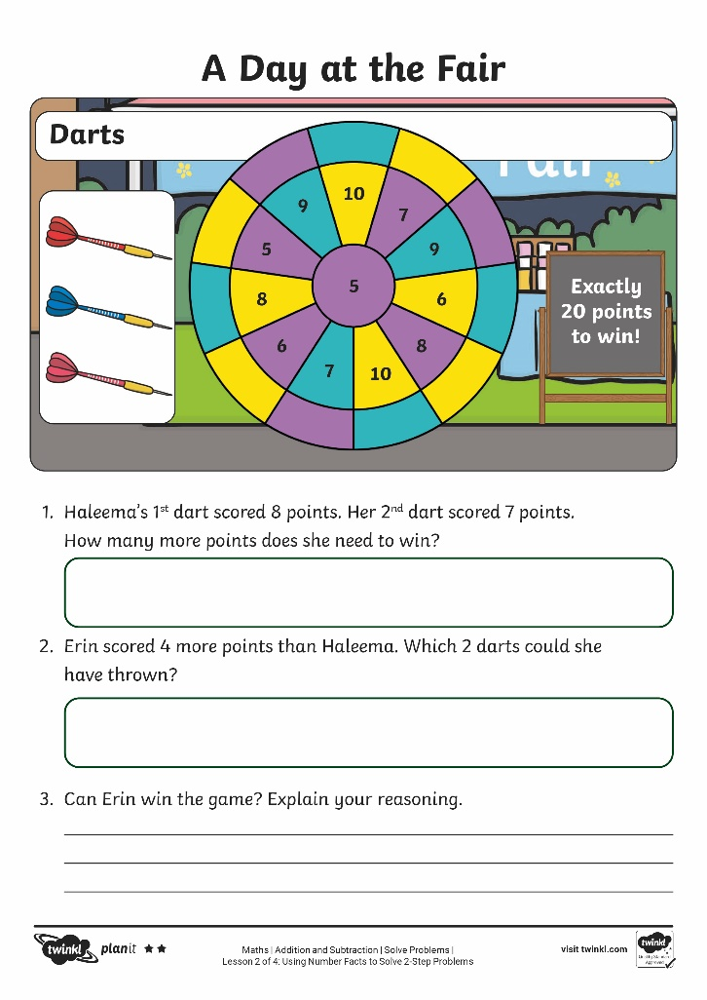 A Day at the Fair
Darts
Fair
10
9
7
5
9
5
8
6
6
8
7
10
Exactly
20 points
to win!
1. Haleema's 1st dart scored 8 points. Her 2nd dart scored 7 points.
How many more points does she need to win?
2. Erin scored 4 more points than Haleema. Which 2 darts could she
have thrown?
3. Can Erin win the game? Explain your reasoning.
twinkl planit
Maths | Addition and Subtraction | Solve Problems |
Lesson 2 of 4: Using Number Facts to Solve 2-Step Problems
visit twinkl.com
twinkl
Quality Standard
Approved